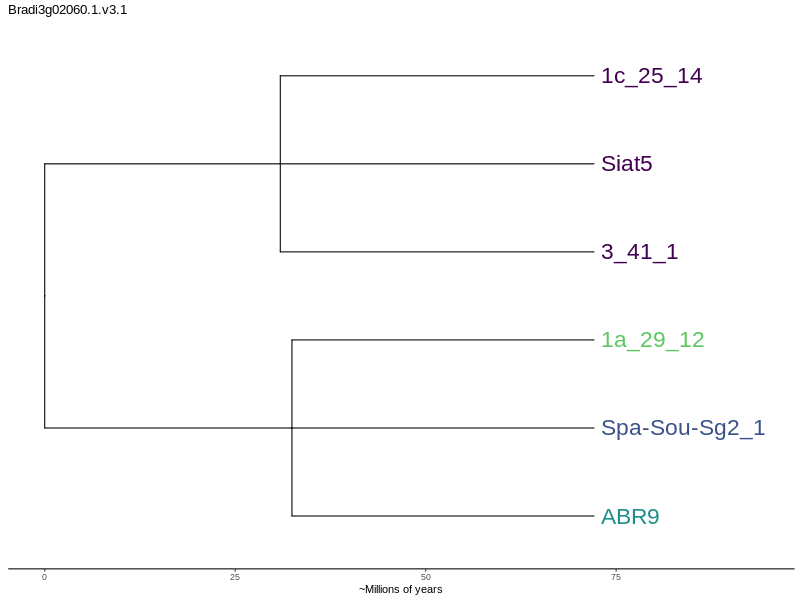 Bradi3g02060.1.v3.1
1c_25_14
Siat5
3_41_1
1a_29_12
Spa-Sou-Sg2_1
ABR9
0 25 50 75
~Millions of years